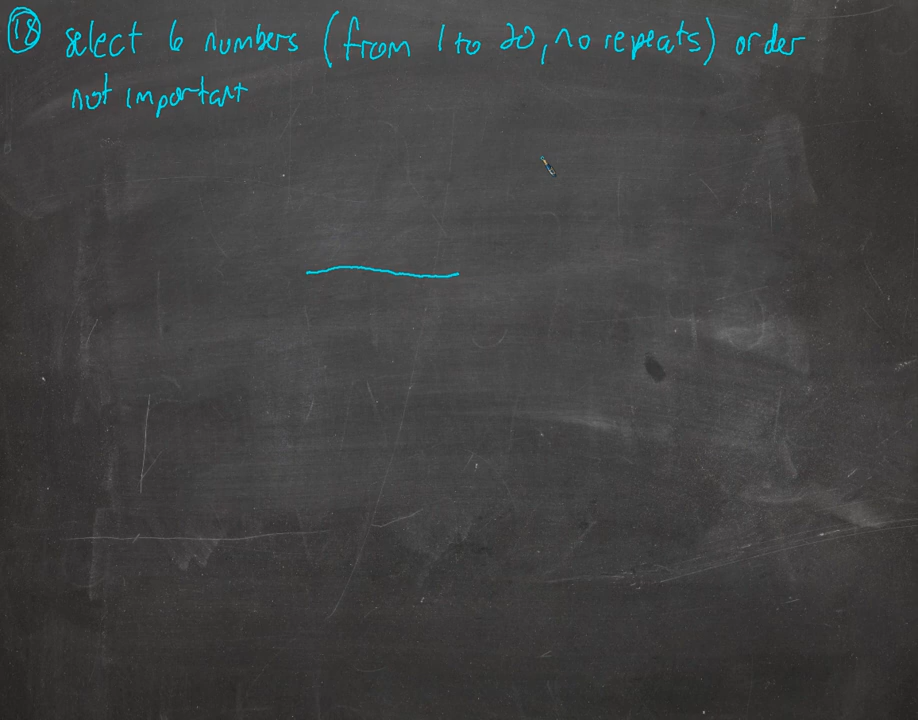 18 select 6 numbers (from 1 to 20, no repeats) order
not important